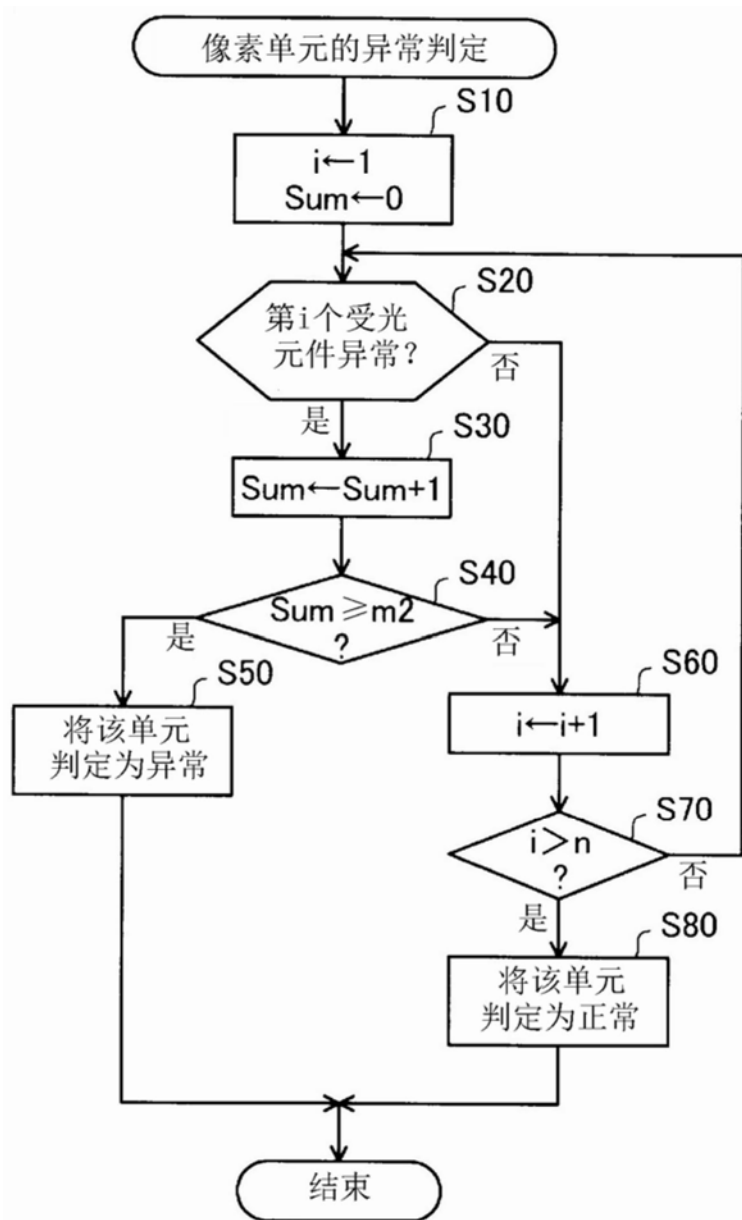 像素单元的异常判定
S10
i←1
Sum←0
S20
第i个受光
元件异常?
否
是
S30
Sum←Sum+1
S40
Sum≥m2
?
是
否
S50
将该单元
判定为异常
S60
i←i+1
S70
i>n
?
否
是
S80
将该单元
判定为正常
结束